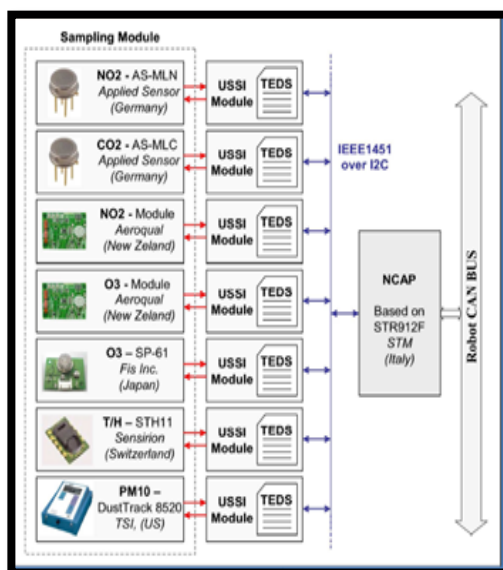 Sampling Module
NO2 - AS-MLN
Applied Sensor
(Germany)
USSI
Module
TEDS
CO2 - AS-MLC
Applied Sensor
(Germany)
USSI
Module
TEDS
IEEE1451
over I2C
NO2 - Module
Aeroqual
(New Zeland)
USSI
Module
TEDS
O3 - Module
Aeroqual
(New Zeland)
USSI
Module
TEDS
NCAP
Based on
STR912F
STM
(Italy)
Robot CAN BUS
O3 – SP-61
Fis Inc.
(Japan)
USSI
Module
TEDS
T/H – STH11
Sensirion
(Switzerland)
USSI
Module
TEDS
PM10 –
DustTrack 8520
TSI, (US)
USSI
Module
TEDS